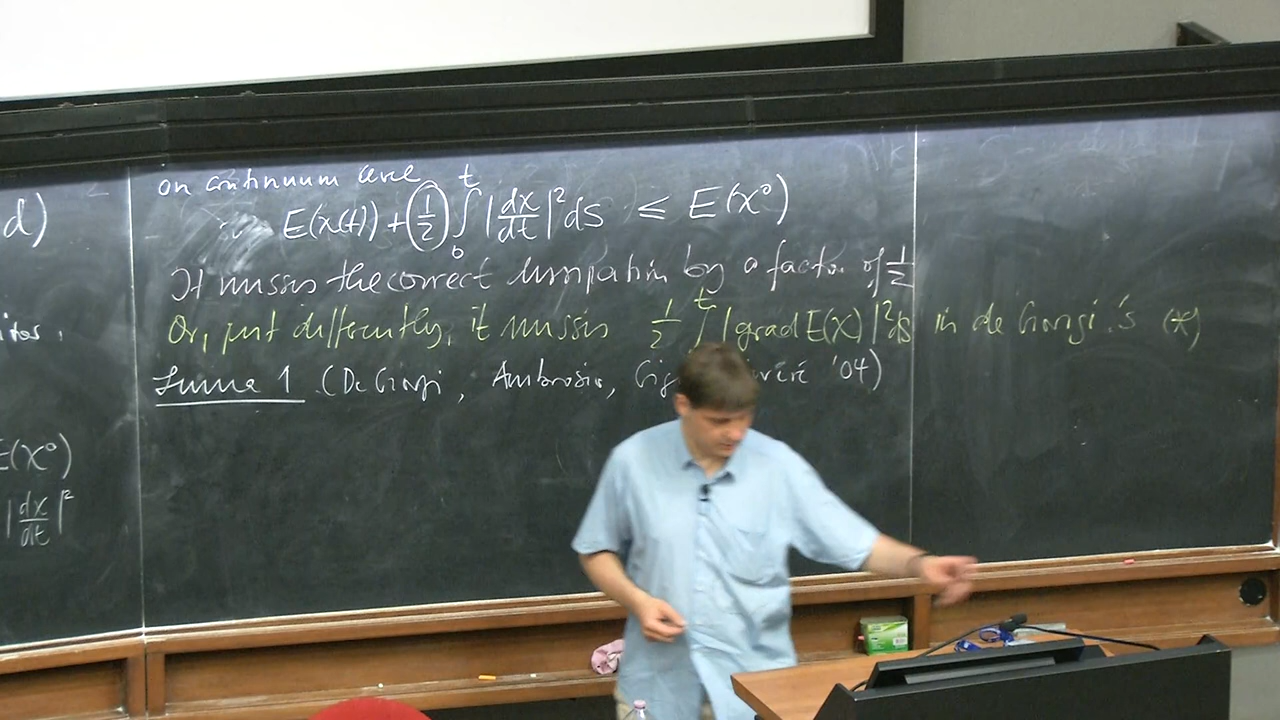 on continuum level
E(x(t)) + (1/2) ∫₀ᵗ |dx/dt|² ds ≤ E(x⁰)
It misses the correct dissipation by a factor of 1/2
Or, put differently, it misses 1/2 ∫ᵗ |grad E(x)|² ds in de Giorgi's (*)
Lemma 1 (De Giorgi, Ambrosio, Gig
'04)
d)
E(x⁰)
|dx/dt|²